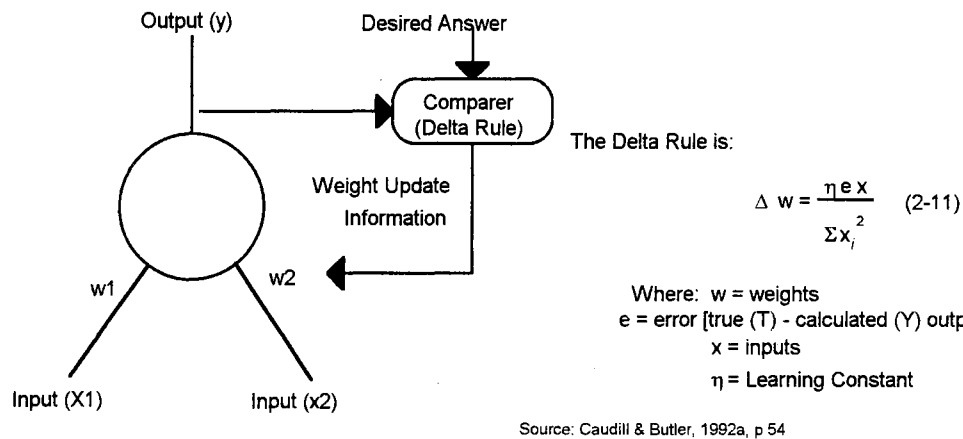 Output (y)
Desired Answer
Comparer
(Delta Rule)
The Delta Rule is:
Weight Update
Information
Δ w = η e x / Σ x_i^2 (2-11)
w1
w2
Where: w = weights
e = error [true (T) - calculated (Y) outp
x = inputs
η = Learning Constant
Input (X1)
Input (x2)
Source: Caudill & Butler, 1992a, p 54